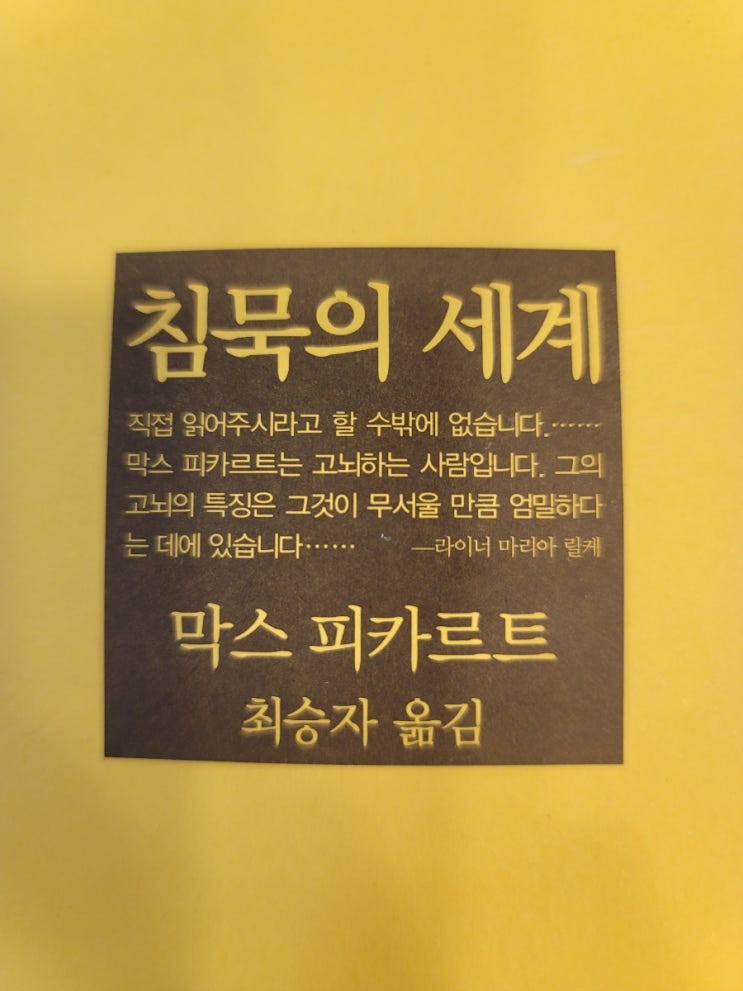 침묵의 세계
직접 읽어주시라고 할 수밖에 없습니다.……
막스 피카르트는 고뇌하는 사람입니다. 그의
고뇌의 특징은 그것이 무서울 만큼 엄밀하다
는 데에 있습니다…… —라이너 마리아 릴케
막스 피카르트
최승자 옮김